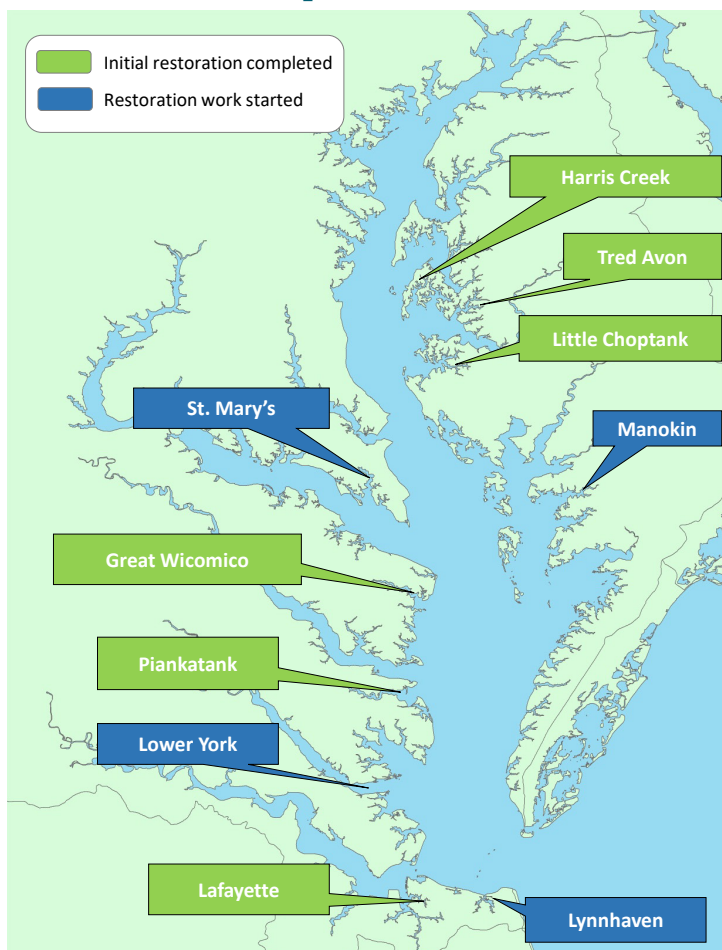 Initial restoration completed
Restoration work started
Harris Creek
Tred Avon
Little Choptank
St. Mary’s
Manokin
Great Wicomico
Piankatank
Lower York
Lafayette
Lynnhaven